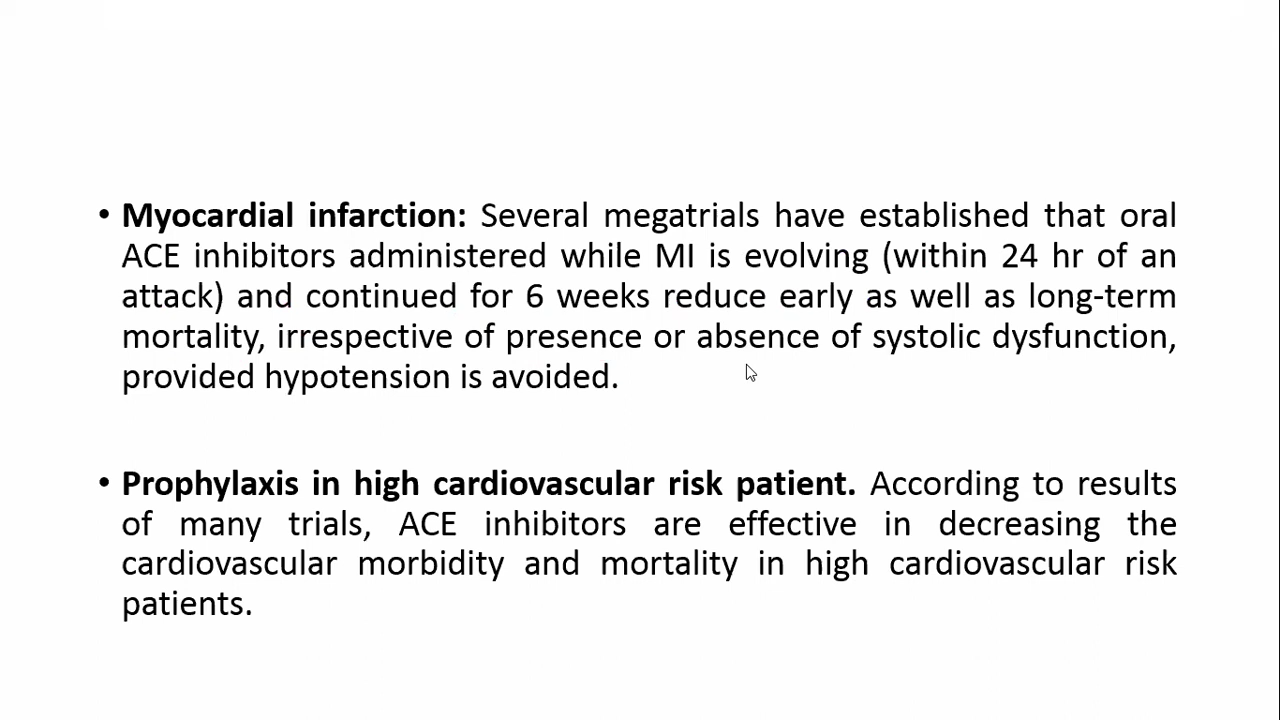 • Myocardial infarction: Several megatrials have established that oral
ACE inhibitors administered while MI is evolving (within 24 hr of an
attack) and continued for 6 weeks reduce early as well as long-term
mortality, irrespective of presence or absence of systolic dysfunction,
provided hypotension is avoided.
• Prophylaxis in high cardiovascular risk patient. According to results
of many trials, ACE inhibitors are effective in decreasing the
cardiovascular morbidity and mortality in high cardiovascular risk
patients.